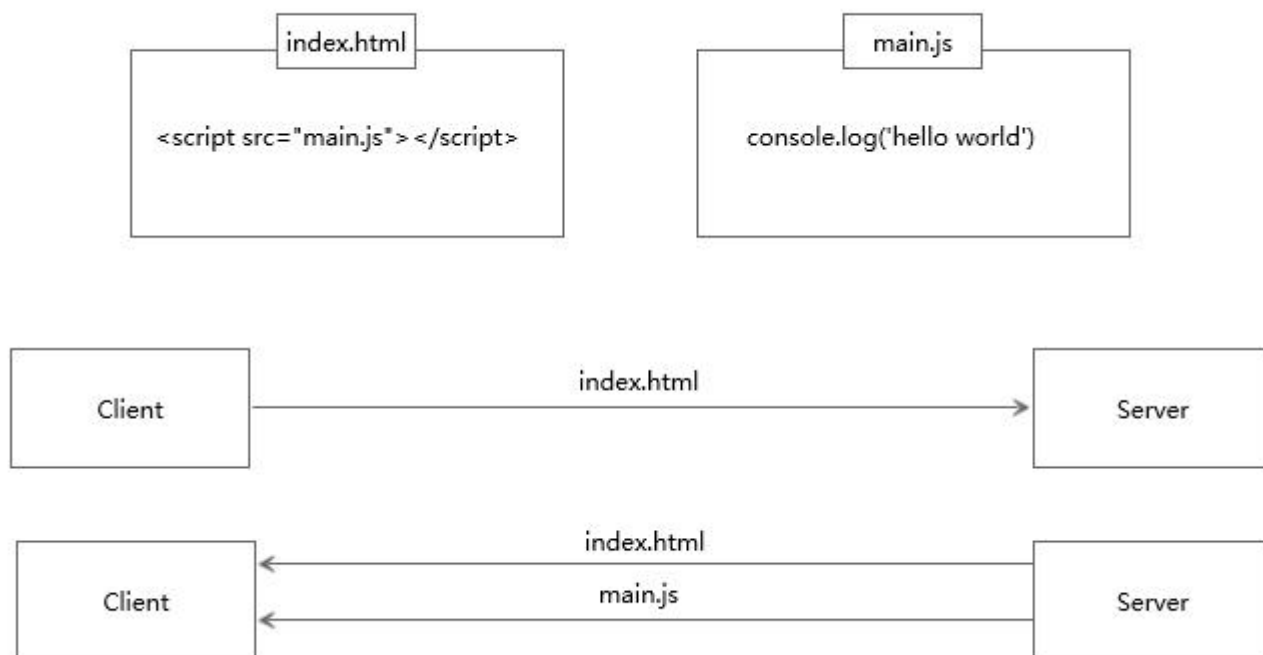 index.html
<script src="main.js"></script>
main.js
console.log('hello world')
Client
index.html
Server
Client
index.html
main.js
Server